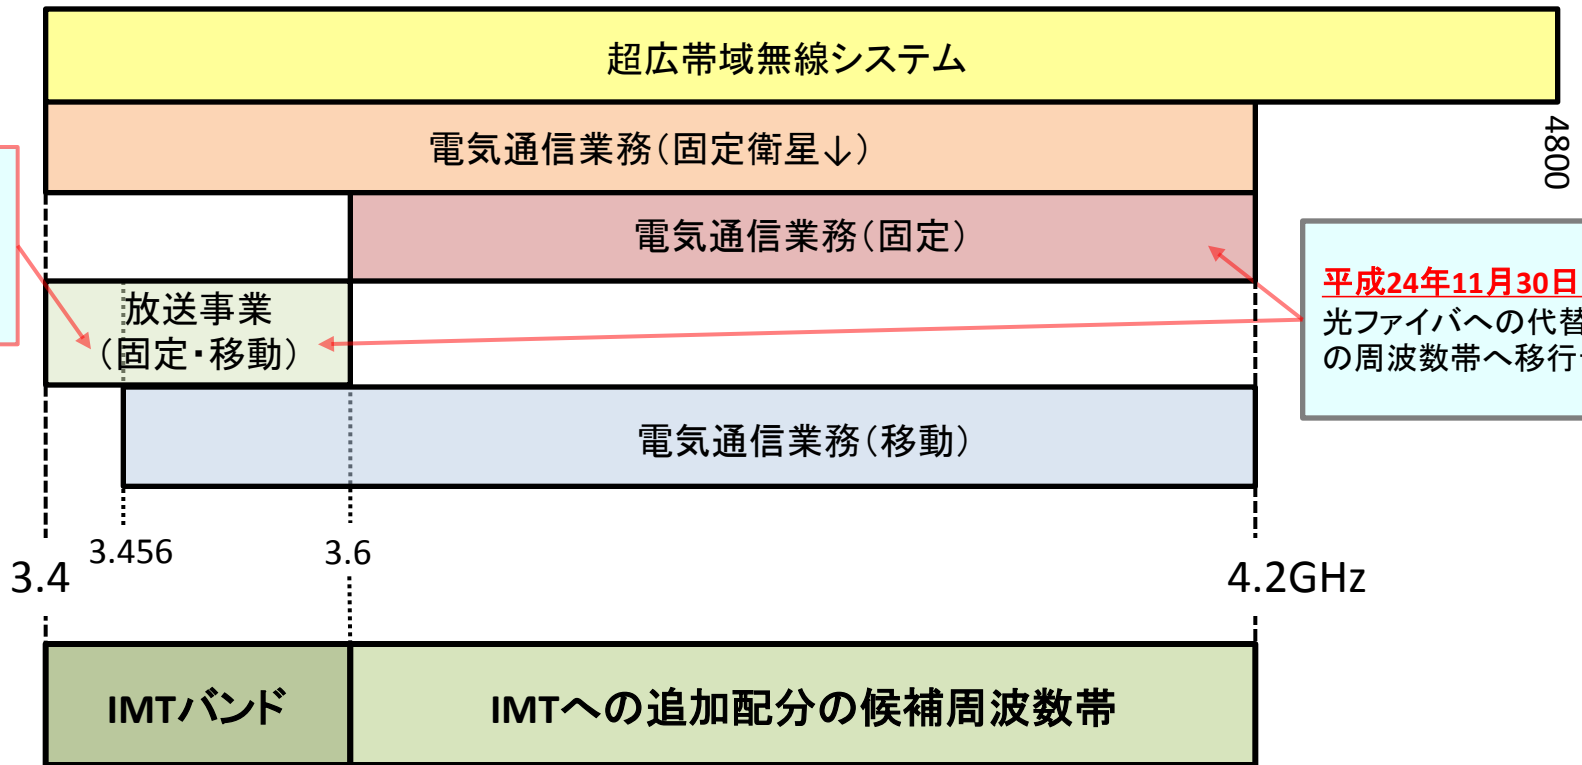 超広帯域無線システム
電気通信業務(固定衛星↓)
4800
電気通信業務(固定)
平成24年11月30日
光ファイバへの代替
の周波数帯へ移行
放送事業
(固定・移動)
電気通信業務(移動)
3.4
3.456
3.6
4.2GHz
IMTバンド
IMTへの追加配分の候補周波数帯